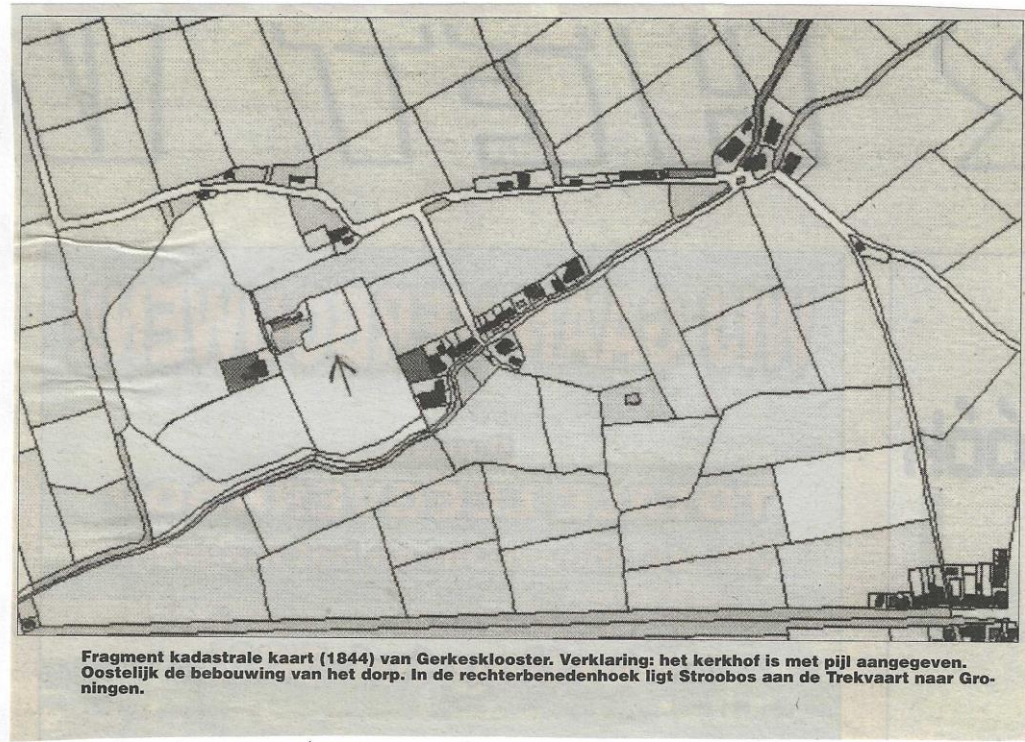 Fragment kadastrale kaart (1844) van Gerkesklooster. Verklaring: het kerkhof is met pijl aangegeven.
Oostelijk de bebouwing van het dorp. In de rechterbenedenhoek ligt Stroobos aan de Trekvaart naar Gro-
ningen.